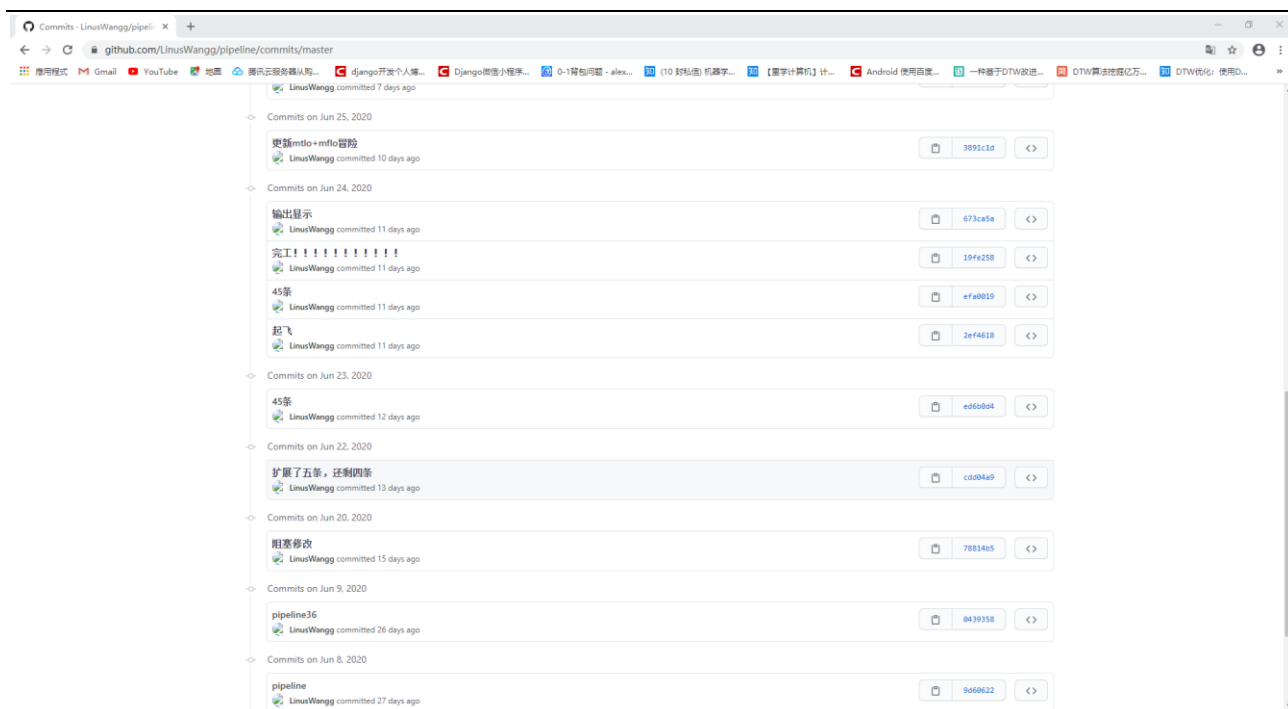 Commits · LinusWangg/pipeli
github.com/LinusWangg/pipeline/commits/master
應用程式 M Gmail YouTube 地圖 腾讯云服务器从购... django开发个人博... Django微信小程序... 0-1背包问题 - alex... (10 封私信) 机器学... 【重学计算机】计... Android 使用百度... 一种基于DTW改进... DTW算法挖掘亿万... DTW优化：使用D... »
LinusWangg committed 7 days ago
Commits on Jun 25, 2020
更新mtlo+mflo冒险
LinusWangg committed 10 days ago
3891c1d
Commits on Jun 24, 2020
输出显示
LinusWangg committed 11 days ago
673ca5a
完工！！！！！！！！！！！
LinusWangg committed 11 days ago
19fe258
45条
LinusWangg committed 11 days ago
efa0019
起飞
LinusWangg committed 11 days ago
2ef4618
Commits on Jun 23, 2020
45条
LinusWangg committed 12 days ago
ed6b0d4
Commits on Jun 22, 2020
扩展了五条，还剩四条
LinusWangg committed 13 days ago
cdd04a9
Commits on Jun 20, 2020
阻塞修改
LinusWangg committed 15 days ago
78814b5
Commits on Jun 9, 2020
pipeline36
LinusWangg committed 26 days ago
0439358
Commits on Jun 8, 2020
pipeline
LinusWangg committed 27 days ago
9d60622